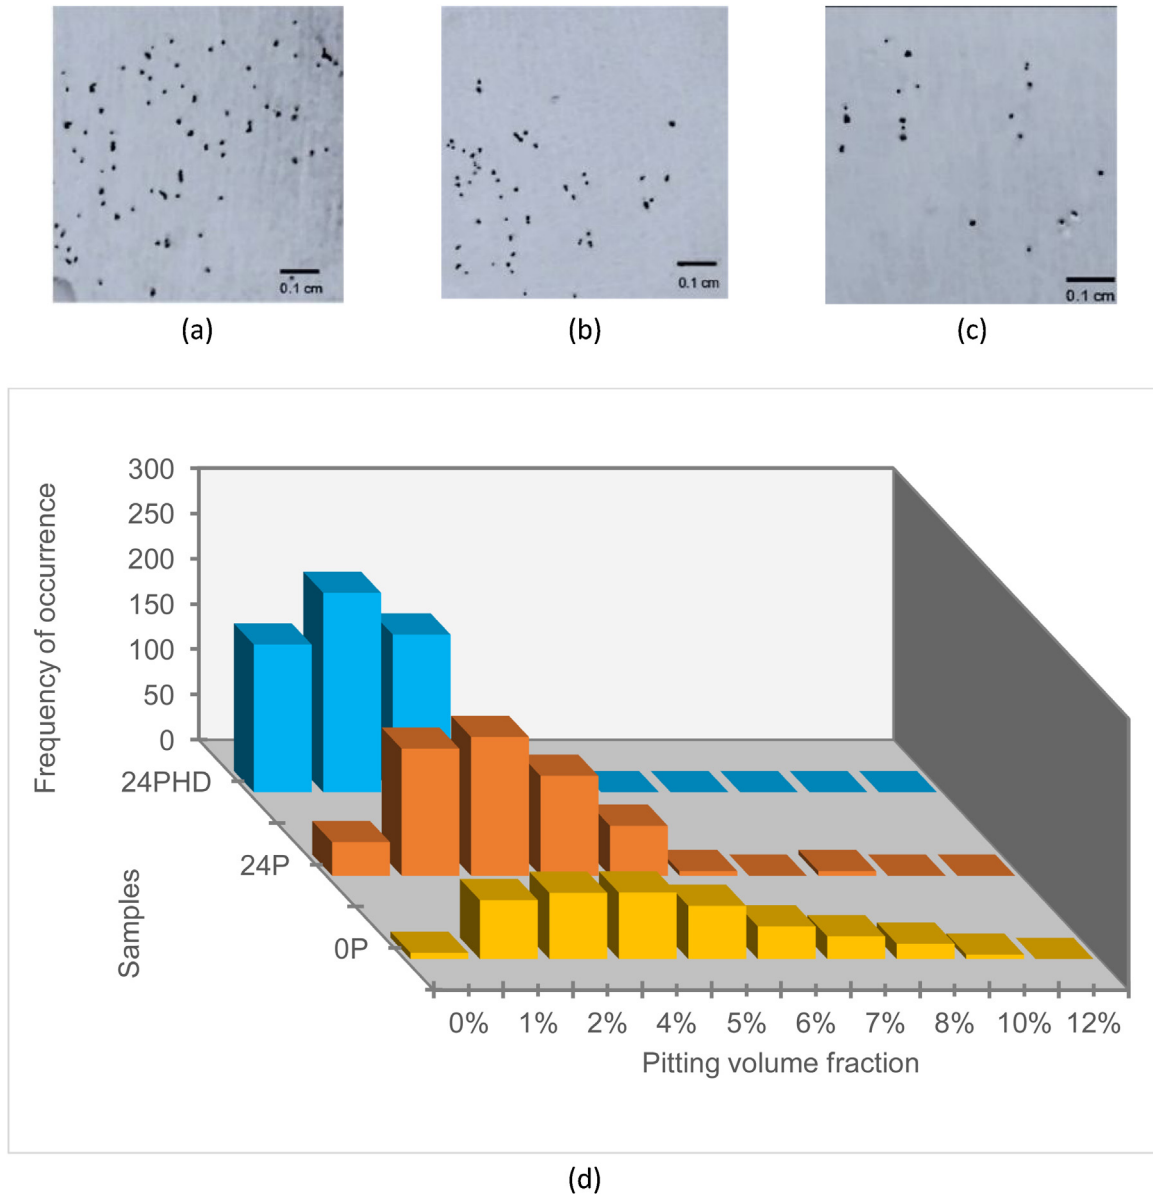 0.1 cm
0.1 cm
0.1 cm
(a)
(b)
(c)
300
250
200
150
100
50
0
Frequency of occurrence
24PHD
24P
0P
Samples
0% 1% 2% 4% 5% 6% 7% 8% 10% 12%
Pitting volume fraction
(d)